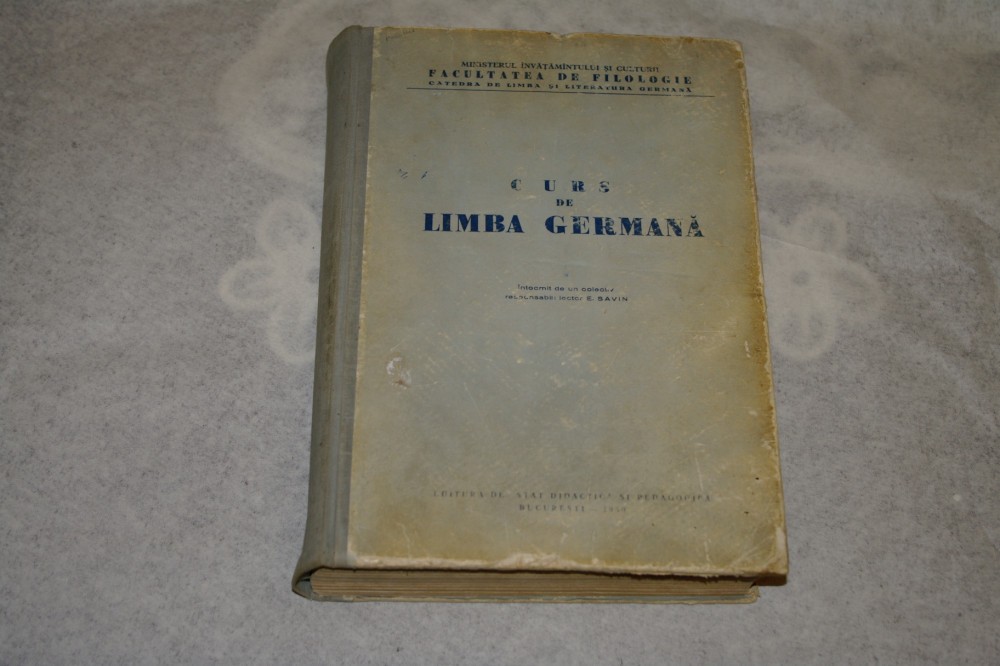 MINISTERUL ÎNVĂȚĂMÎNTULUI ȘI CULTURII
FACULTATEA DE FILOLOGIE
CATEDRA DE LIMBA ȘI LITERATURA GERMANĂ
CURS
DE
LIMBA GERMANĂ
Întocmit de un colectiv
responsabil lector E. SAVIN
EDITURA DE STAT DIDACTICĂ ȘI PEDAGOGICĂ
BUCUREȘTI –